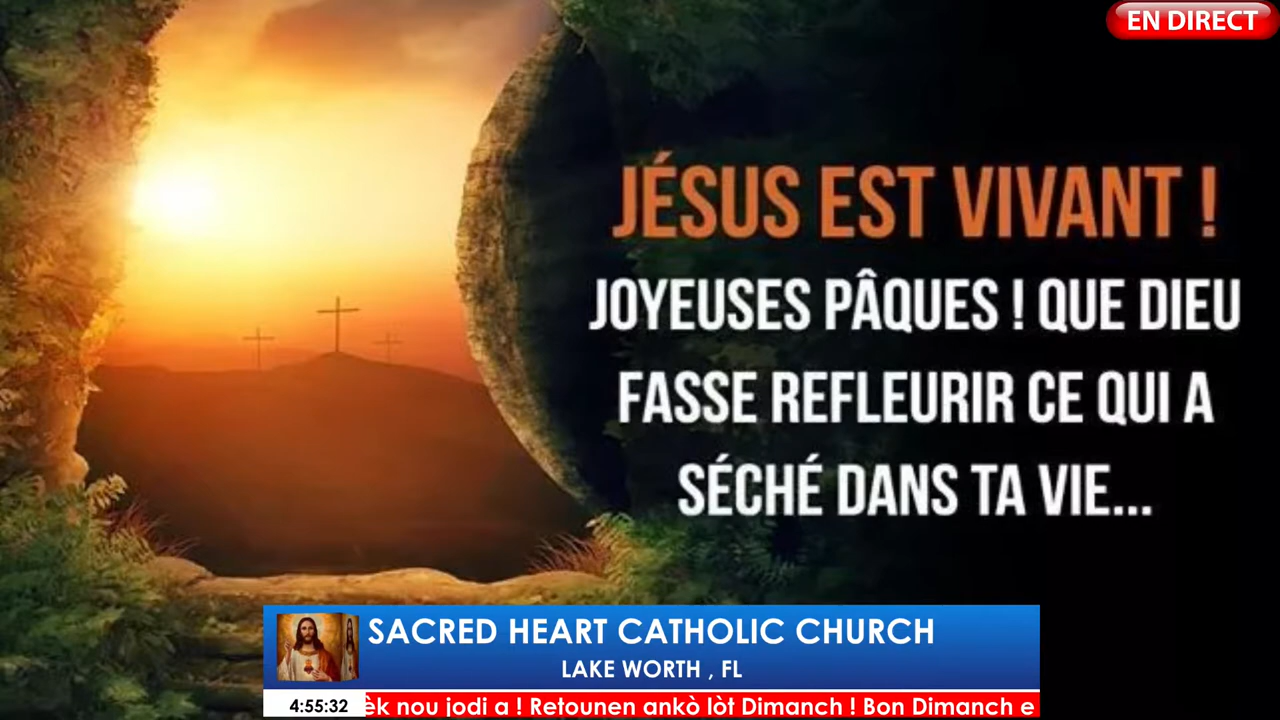 EN DIRECT
JÉSUS EST VIVANT !
JOYEUSES PÂQUES ! QUE DIEU
FASSE REFLEURIR CE QUI A
SÉCHÉ DANS TA VIE...
SACRED HEART CATHOLIC CHURCH
LAKE WORTH , FL
4:55:32 èk nou jodi a ! Retounen ankò lòt Dimanch ! Bon Dimanch e